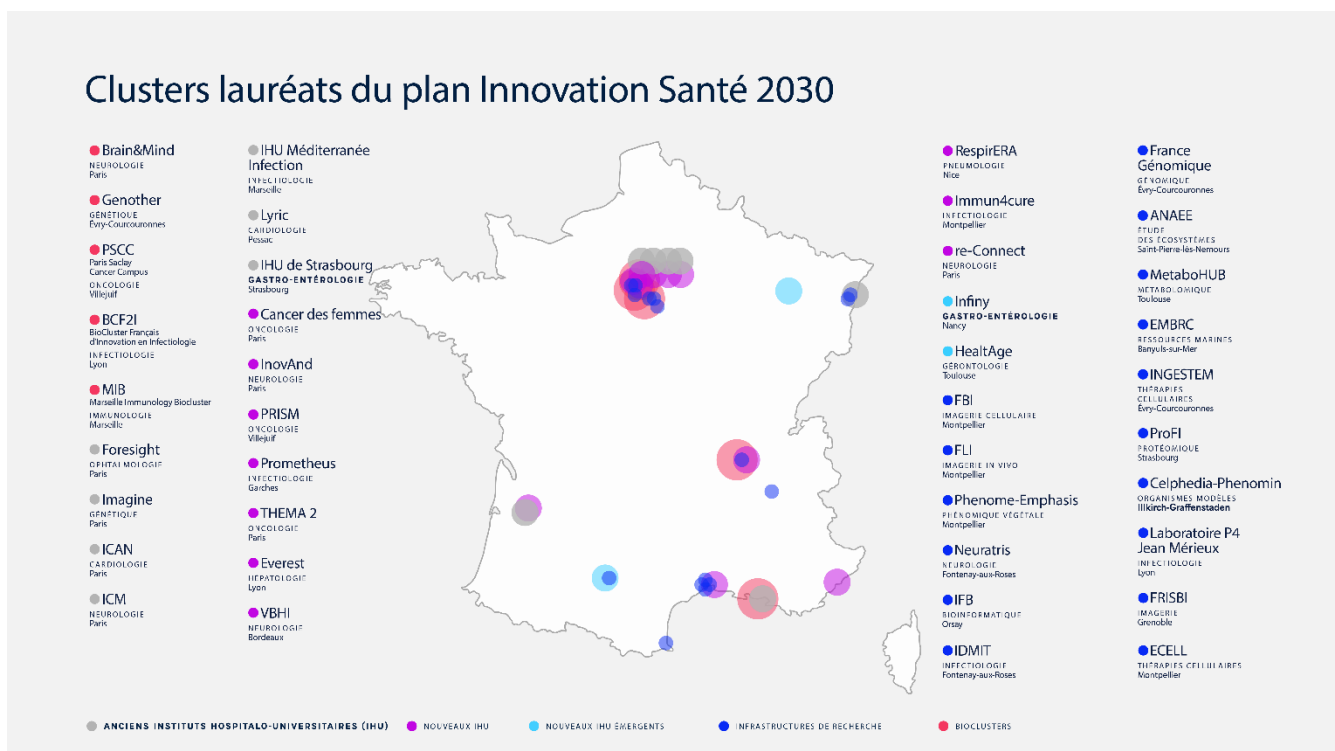 Clusters lauréats du plan Innovation Santé 2030
Brain&Mind
NEUROLOGIE
Paris
Genother
GÉNÉTIQUE
Évry-Courcouronnes
PSCC
Paris Saclay
Cancer Campus
ONCOLOGIE
Villejuif
BCF2I
BioCluster Français
d'Innovation en Infectiologie
INFECTIOLOGIE
Lyon
MIB
Marseille Immunology Biocluster
IMMUNOLOGIE
Marseille
Foresight
OPHTALMOLOGIE
Paris
Imagine
GÉNÉTIQUE
Paris
ICAN
CARDIOLOGIE
Paris
ICM
NEUROLOGIE
Paris
IHU Méditerranée
Infection
INFECTIOLOGIE
Marseille
Lyric
CARDIOLOGIE
Pessac
IHU de Strasbourg
GASTRO-ENTÉROLOGIE
Strasbourg
Cancer des femmes
ONCOLOGIE
Paris
InovAnd
NEUROLOGIE
Paris
PRISM
ONCOLOGIE
Villejuif
Prometheus
INFECTIOLOGIE
Garches
THEMA 2
ONCOLOGIE
Paris
Everest
HÉPATOLOGIE
Lyon
VBHI
NEUROLOGIE
Bordeaux
RespirERA
PNEUMOLOGIE
Nice
Immun4cure
INFECTIOLOGIE
Montpellier
re-Connect
NEUROLOGIE
Paris
Infiny
GASTRO-ENTÉROLOGIE
Nancy
HealtAge
GÉRONTOLOGIE
Toulouse
FBI
IMAGERIE CELLULAIRE
Montpellier
FLI
IMAGERIE IN VIVO
Montpellier
Phenome-Emphasis
PHÉNOMIQUE VÉGÉTALE
Montpellier
Neuratris
NEUROLOGIE
Fontenay-aux-Roses
IFB
BIOINFORMATIQUE
Orsay
IDMIT
INFECTIOLOGIE
Fontenay-aux-Roses
France
Génomique
GÉNOMIQUE
Évry-Courcouronnes
ANAEE
ÉTUDE
DES ÉCOSYSTÈMES
Saint-Pierre-lès-Nemours
MetaboHUB
MÉTABOLOMIQUE
Toulouse
EMBRC
RESSOURCES MARINES
Banyuls-sur-Mer
INGESTEM
THÉRAPIES
CELLULAIRES
Évry-Courcouronnes
ProFI
PROTÉOMIQUE
Strasbourg
Celphedia-Phenomin
ORGANISMES MODÈLES
Illkirch-Graffenstaden
Laboratoire P4
Jean Mérieux
INFECTIOLOGIE
Lyon
FRISBI
IMAGERIE
Grenoble
ECELL
THÉRAPIES CELLULAIRES
Montpellier
ANCIENS INSTITUTS HOSPITALO-UNIVERSITAIRES (IHU)
NOUVEAUX IHU
NOUVEAUX IHU ÉMERGENTS
INFRASTRUCTURES DE RECHERCHE
BIOCLUSTERS